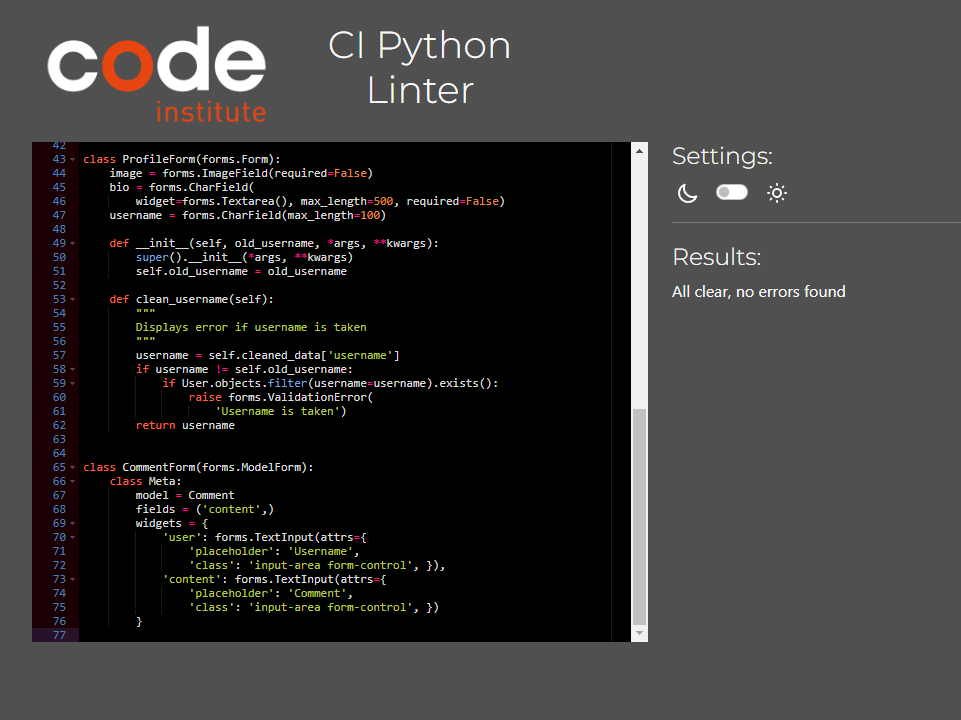 code
institute
CI Python
Linter
42
43 class ProfileForm(forms.Form):
44     image = forms.ImageField(required=False)
45     bio = forms.CharField(
46         widget=forms.Textarea(), max_length=500, required=False)
47     username = forms.CharField(max_length=100)
48
49     def __init__(self, old_username, *args, **kwargs):
50         super().__init__(*args, **kwargs)
51         self.old_username = old_username
52
53     def clean_username(self):
54         """
55         Displays error if username is taken
56         """
57         username = self.cleaned_data['username']
58         if username != self.old_username:
59             if User.objects.filter(username=username).exists():
60                 raise forms.ValidationError(
61                     'Username is taken')
62         return username
63
64
65 class CommentForm(forms.ModelForm):
66     class Meta:
67         model = Comment
68         fields = ('content',)
69         widgets = {
70             'user': forms.TextInput(attrs={
71                 'placeholder': 'Username',
72                 'class': 'input-area form-control', }),
73             'content': forms.TextInput(attrs={
74                 'placeholder': 'Comment',
75                 'class': 'input-area form-control', })
76         }
77
Settings:
Results:
All clear, no errors found